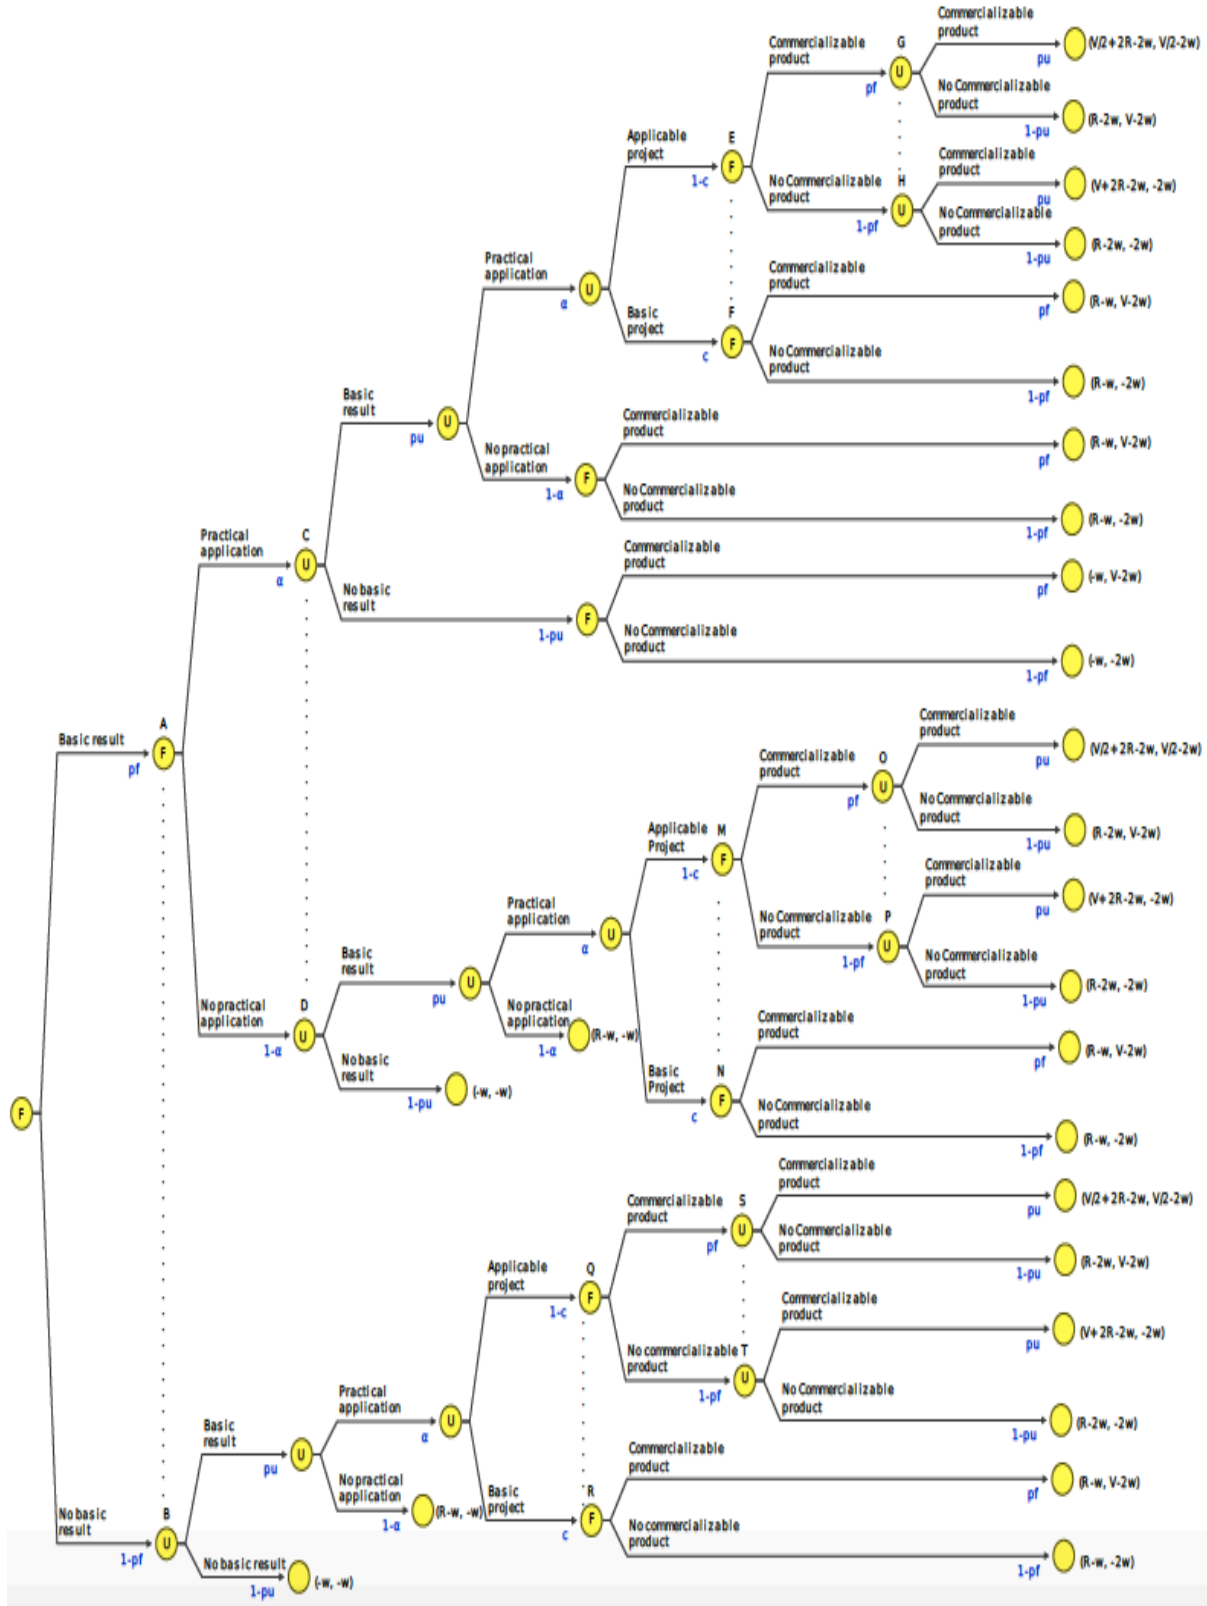 Commercializable
product
pu
(V/2+2R-2w, V/2-2w)
G
U
Commercializable
product
pf
No Commercializable
product
1-pu
(R-2w, V-2w)
E
F
Applicable
project
1-c
Commercializable
product
pu
(V+2R-2w, -2w)
H
U
No Commercializable
product
1-pf
No Commercializable
product
1-pu
(R-2w, -2w)
Practical
application
α
U
Commercializable
product
pf
(R-w, V-2w)
F
F
Basic
project
c
No Commercializable
product
1-pf
(R-w, -2w)
Basic
result
pu
U
Commercializable
product
pf
(R-w, V-2w)
No practical
application
1-α
F
No Commercializable
product
1-pf
(R-w, -2w)
Practical
application
α
C
U
Commercializable
product
pf
(-w, V-2w)
No basic
result
1-pu
F
No Commercializable
product
1-pf
(-w, -2w)
Basic result
pf
A
F
Commercializable
product
pu
(V/2+2R-2w, V/2-2w)
Commercializable
product
pf
O
U
No Commercializable
product
1-pu
(R-2w, V-2w)
Applicable
Project
1-c
M
F
Commercializable
product
pu
(V+2R-2w, -2w)
No Commercializable
product
1-pf
P
U
No Commercializable
product
1-pu
(R-2w, -2w)
Practical
application
α
U
Basic
result
pu
U
No practical
application
1-α
(R-w, -w)
No practical
application
1-α
D
U
No basic
result
1-pu
(-w, -w)
Commercializable
product
pf
(R-w, V-2w)
Basic
Project
c
N
F
No Commercializable
product
1-pf
(R-w, -2w)
F
Commercializable
product
pu
(V/2+2R-2w, V/2-2w)
Commercializable
product
pf
S
U
No Commercializable
product
1-pu
(R-2w, V-2w)
Applicable
project
1-c
Q
F
Commercializable
product
pu
(V+2R-2w, -2w)
No commercializable
product
1-pf
T
U
No Commercializable
product
1-pu
(R-2w, -2w)
Practical
application
α
U
Basic
result
pu
U
No practical
application
1-α
(R-w, -w)
Commercializable
product
pf
(R-w, V-2w)
Basic
project
c
R
F
No commercializable
product
1-pf
(R-w, -2w)
No basic
result
1-pf
B
U
No basic result
1-pu
(-w, -w)